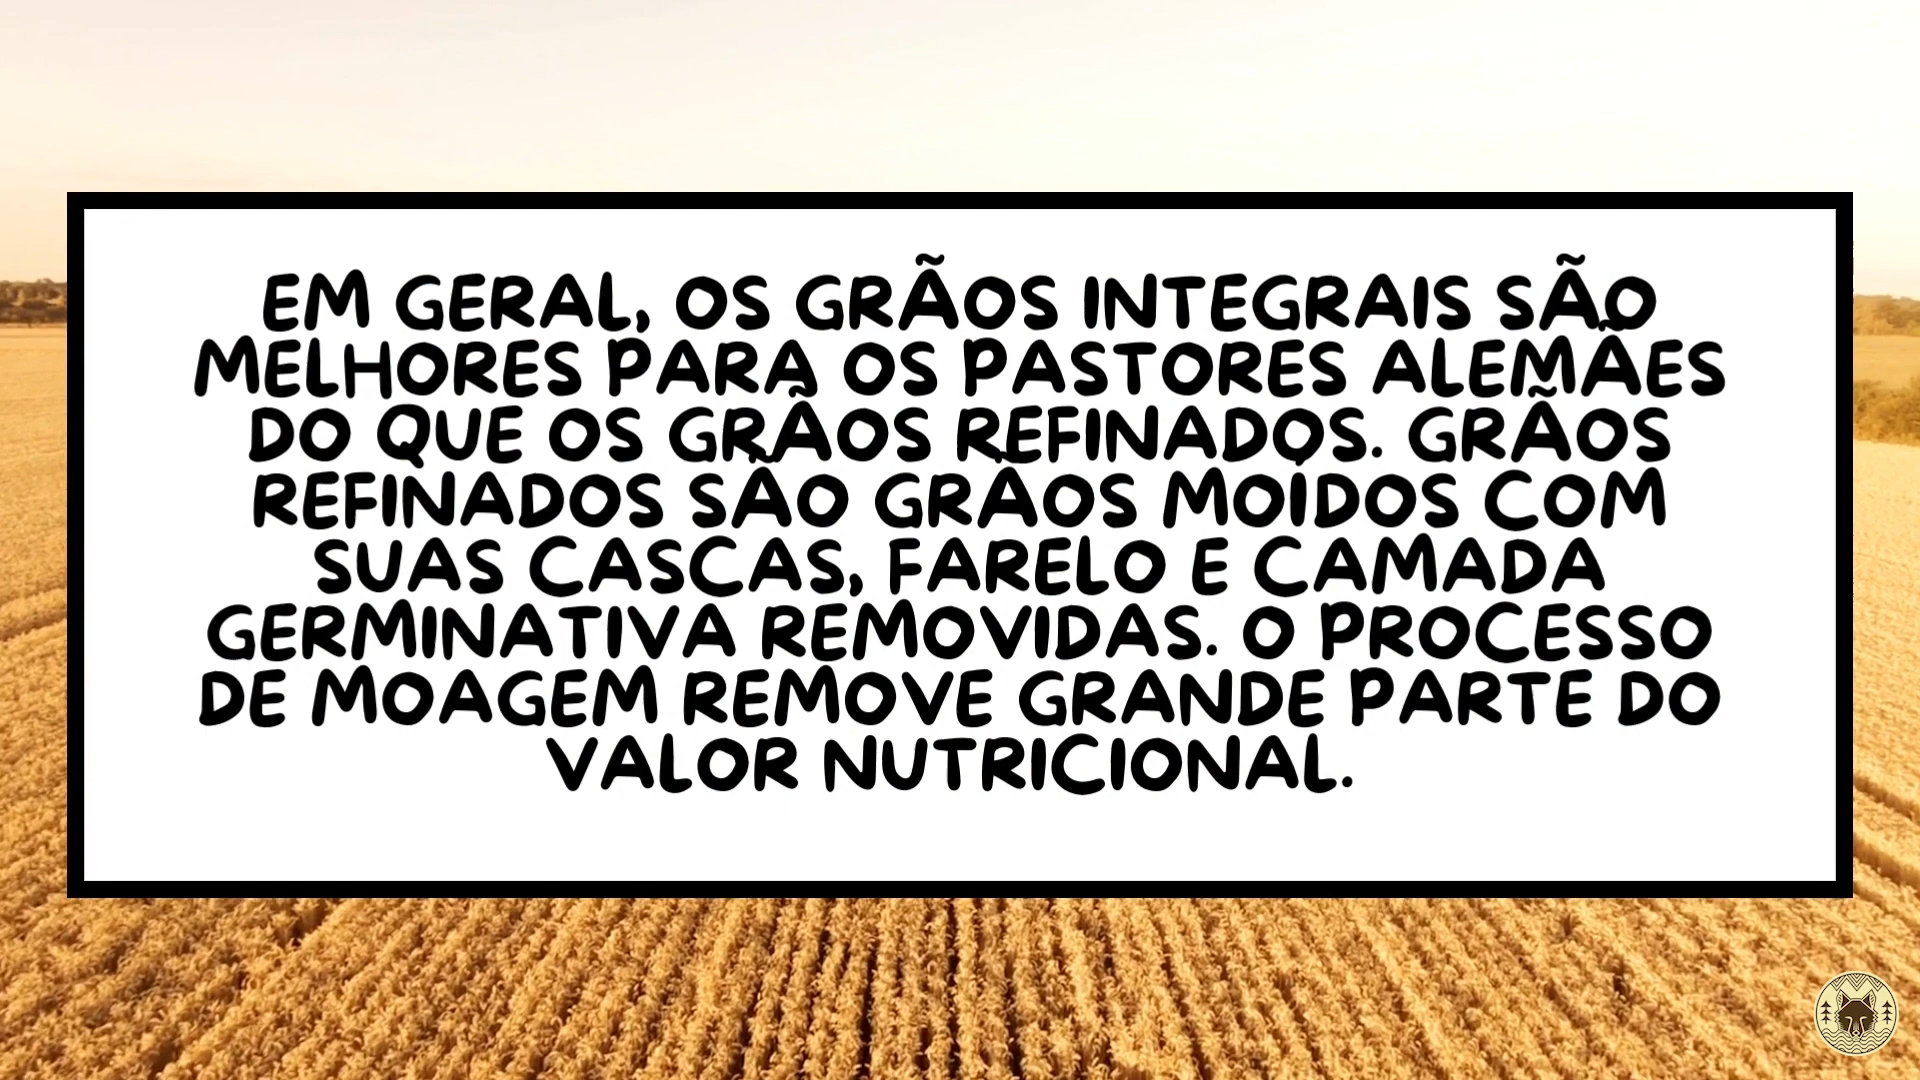 EM GERAL, OS GRÃOS INTEGRAIS SÃO
MELHORES PARA OS PASTORES ALEMÃES
DO QUE OS GRÃOS REFINADOS. GRÃOS
REFINADOS SÃO GRÃOS MOÍDOS COM
SUAS CASCAS, FARELO E CAMADA
GERMINATIVA REMOVIDAS. O PROCESSO
DE MOAGEM REMOVE GRANDE PARTE DO
VALOR NUTRICIONAL.